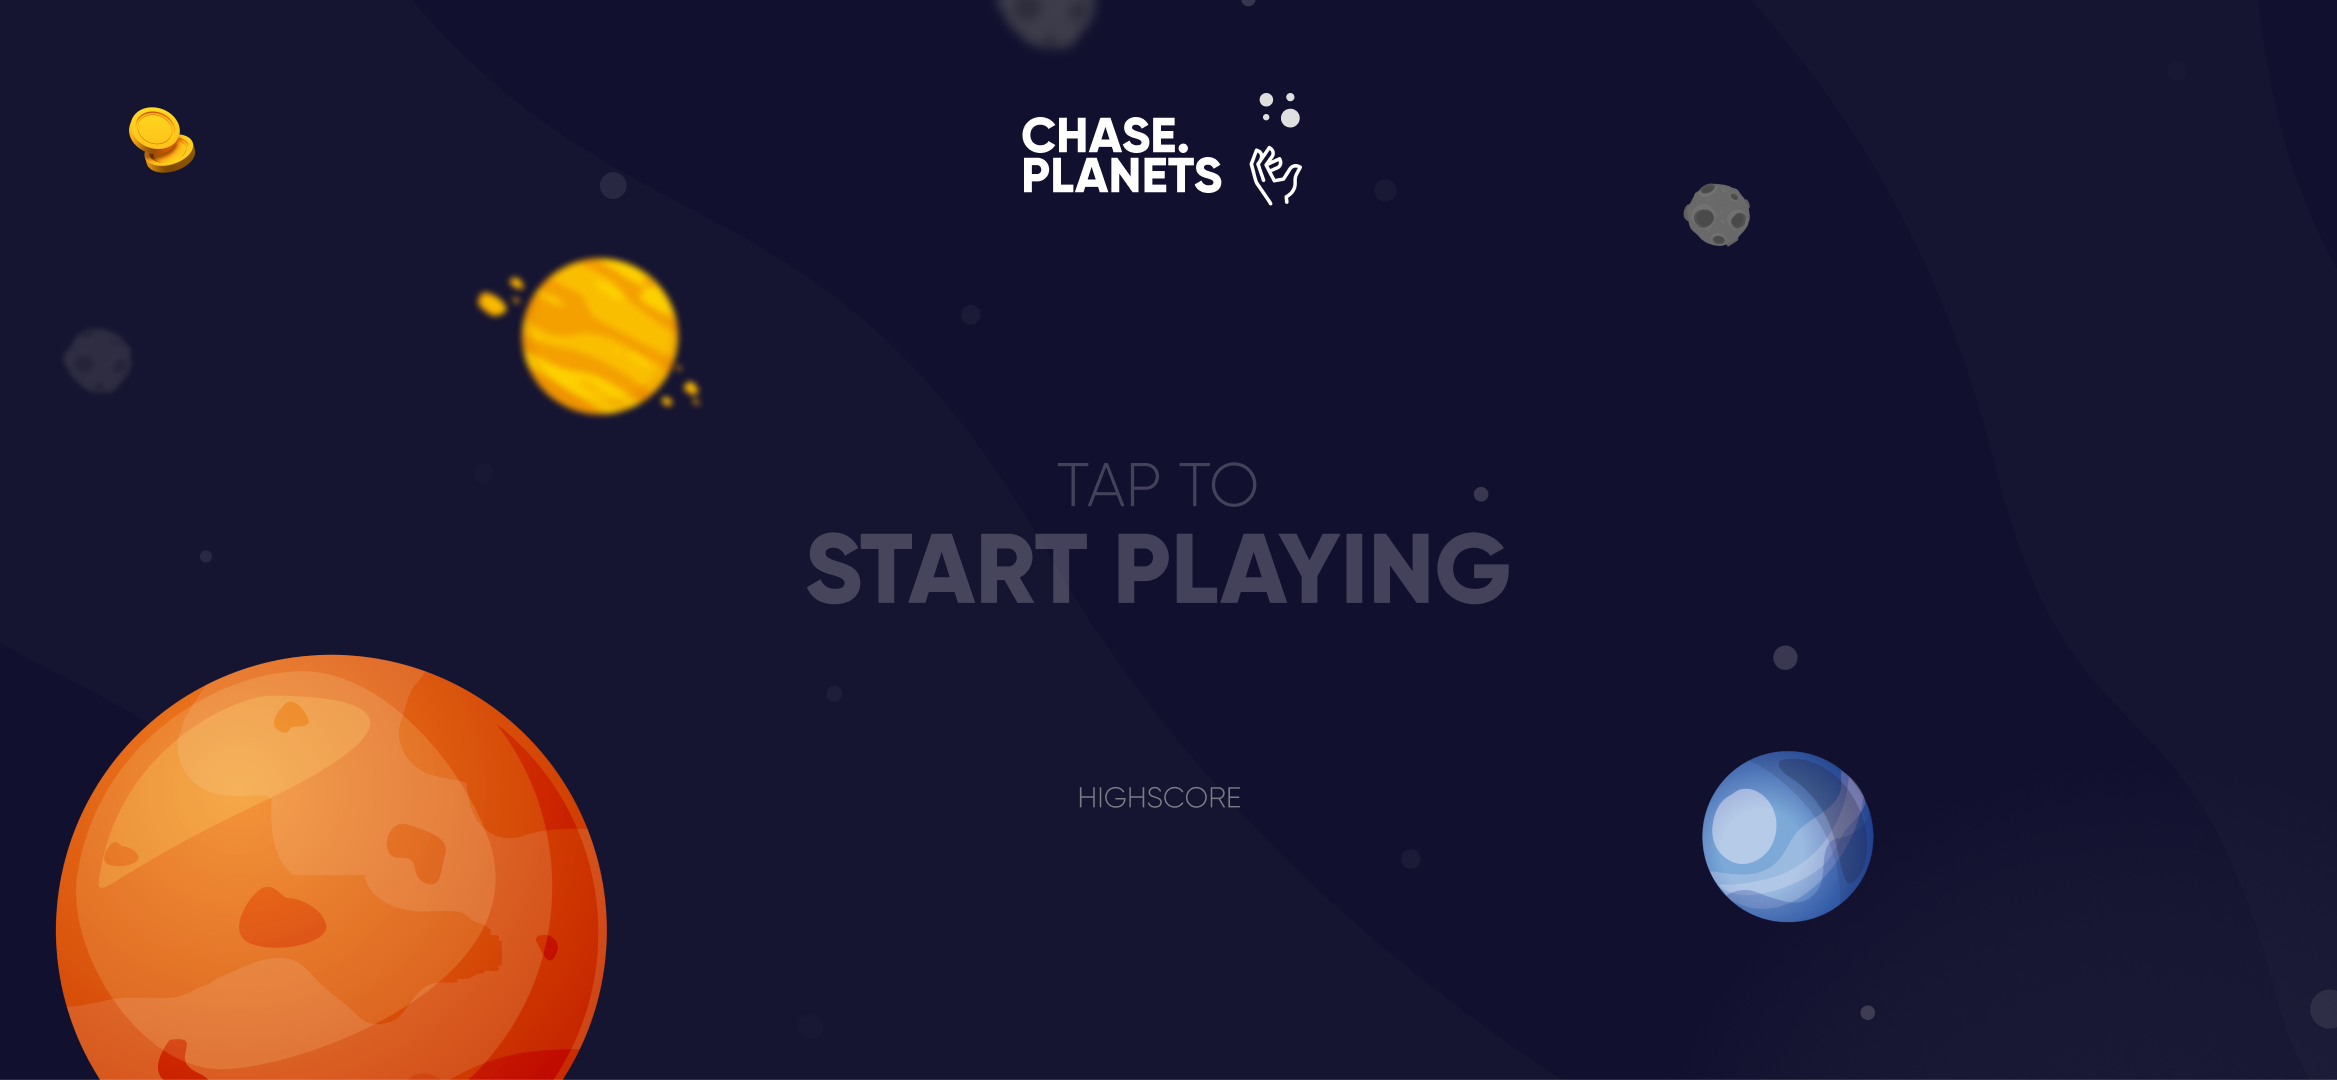 CHASE.
PLANETS
TAP TO
START PLAYING
HIGHSCORE